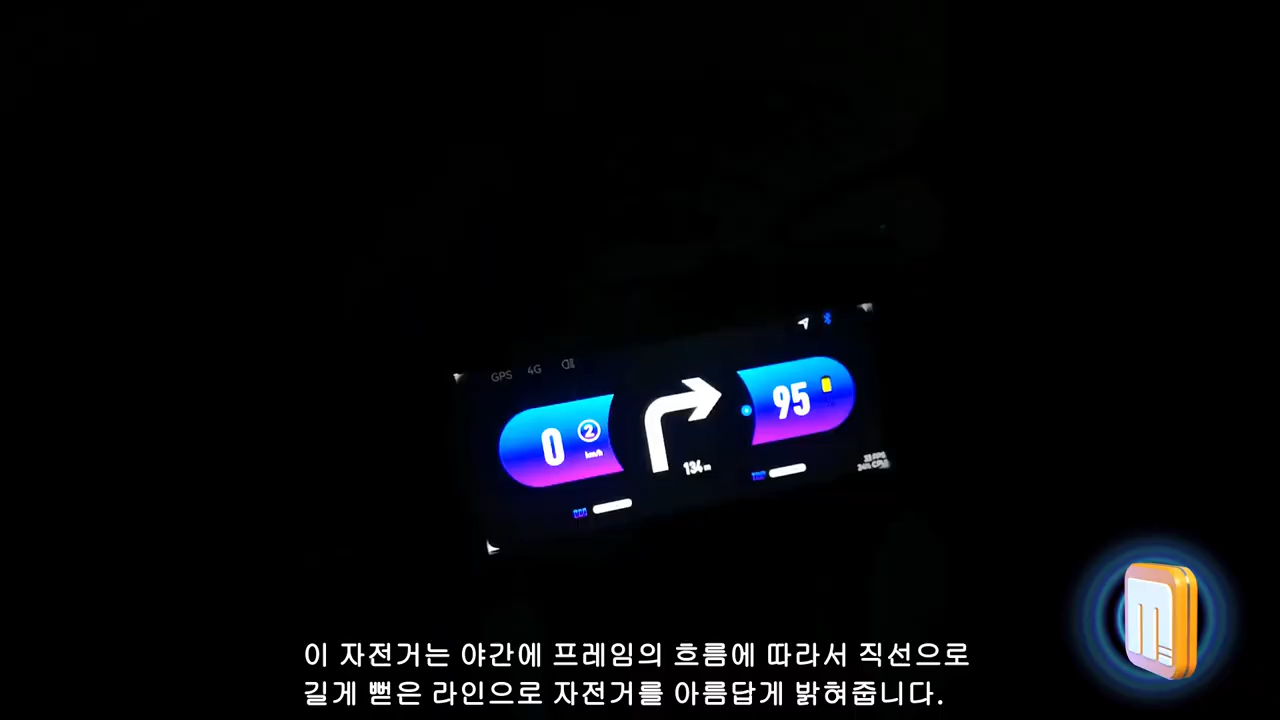 GPS 4G
0 2
km/h
134 m
95
이 자전거는 야간에 프레임의 흐름에 따라서 직선으로
길게 뻗은 라인으로 자전거를 아름답게 밝혀줍니다.